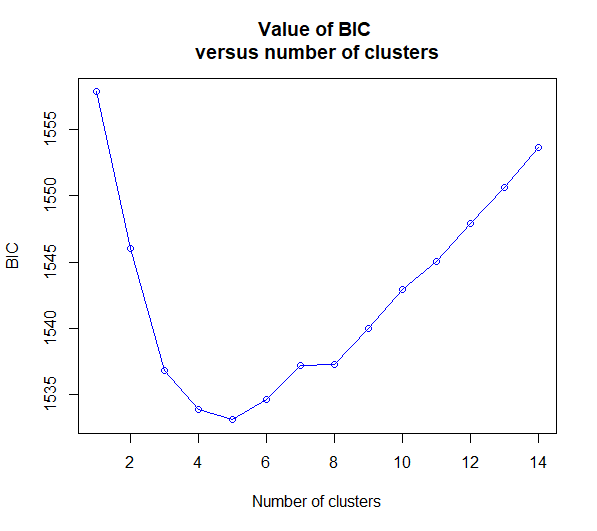 Value of BIC
versus number of clusters
1555
1550
1545
1540
1535
BIC
2 4 6 8 10 12 14
Number of clusters